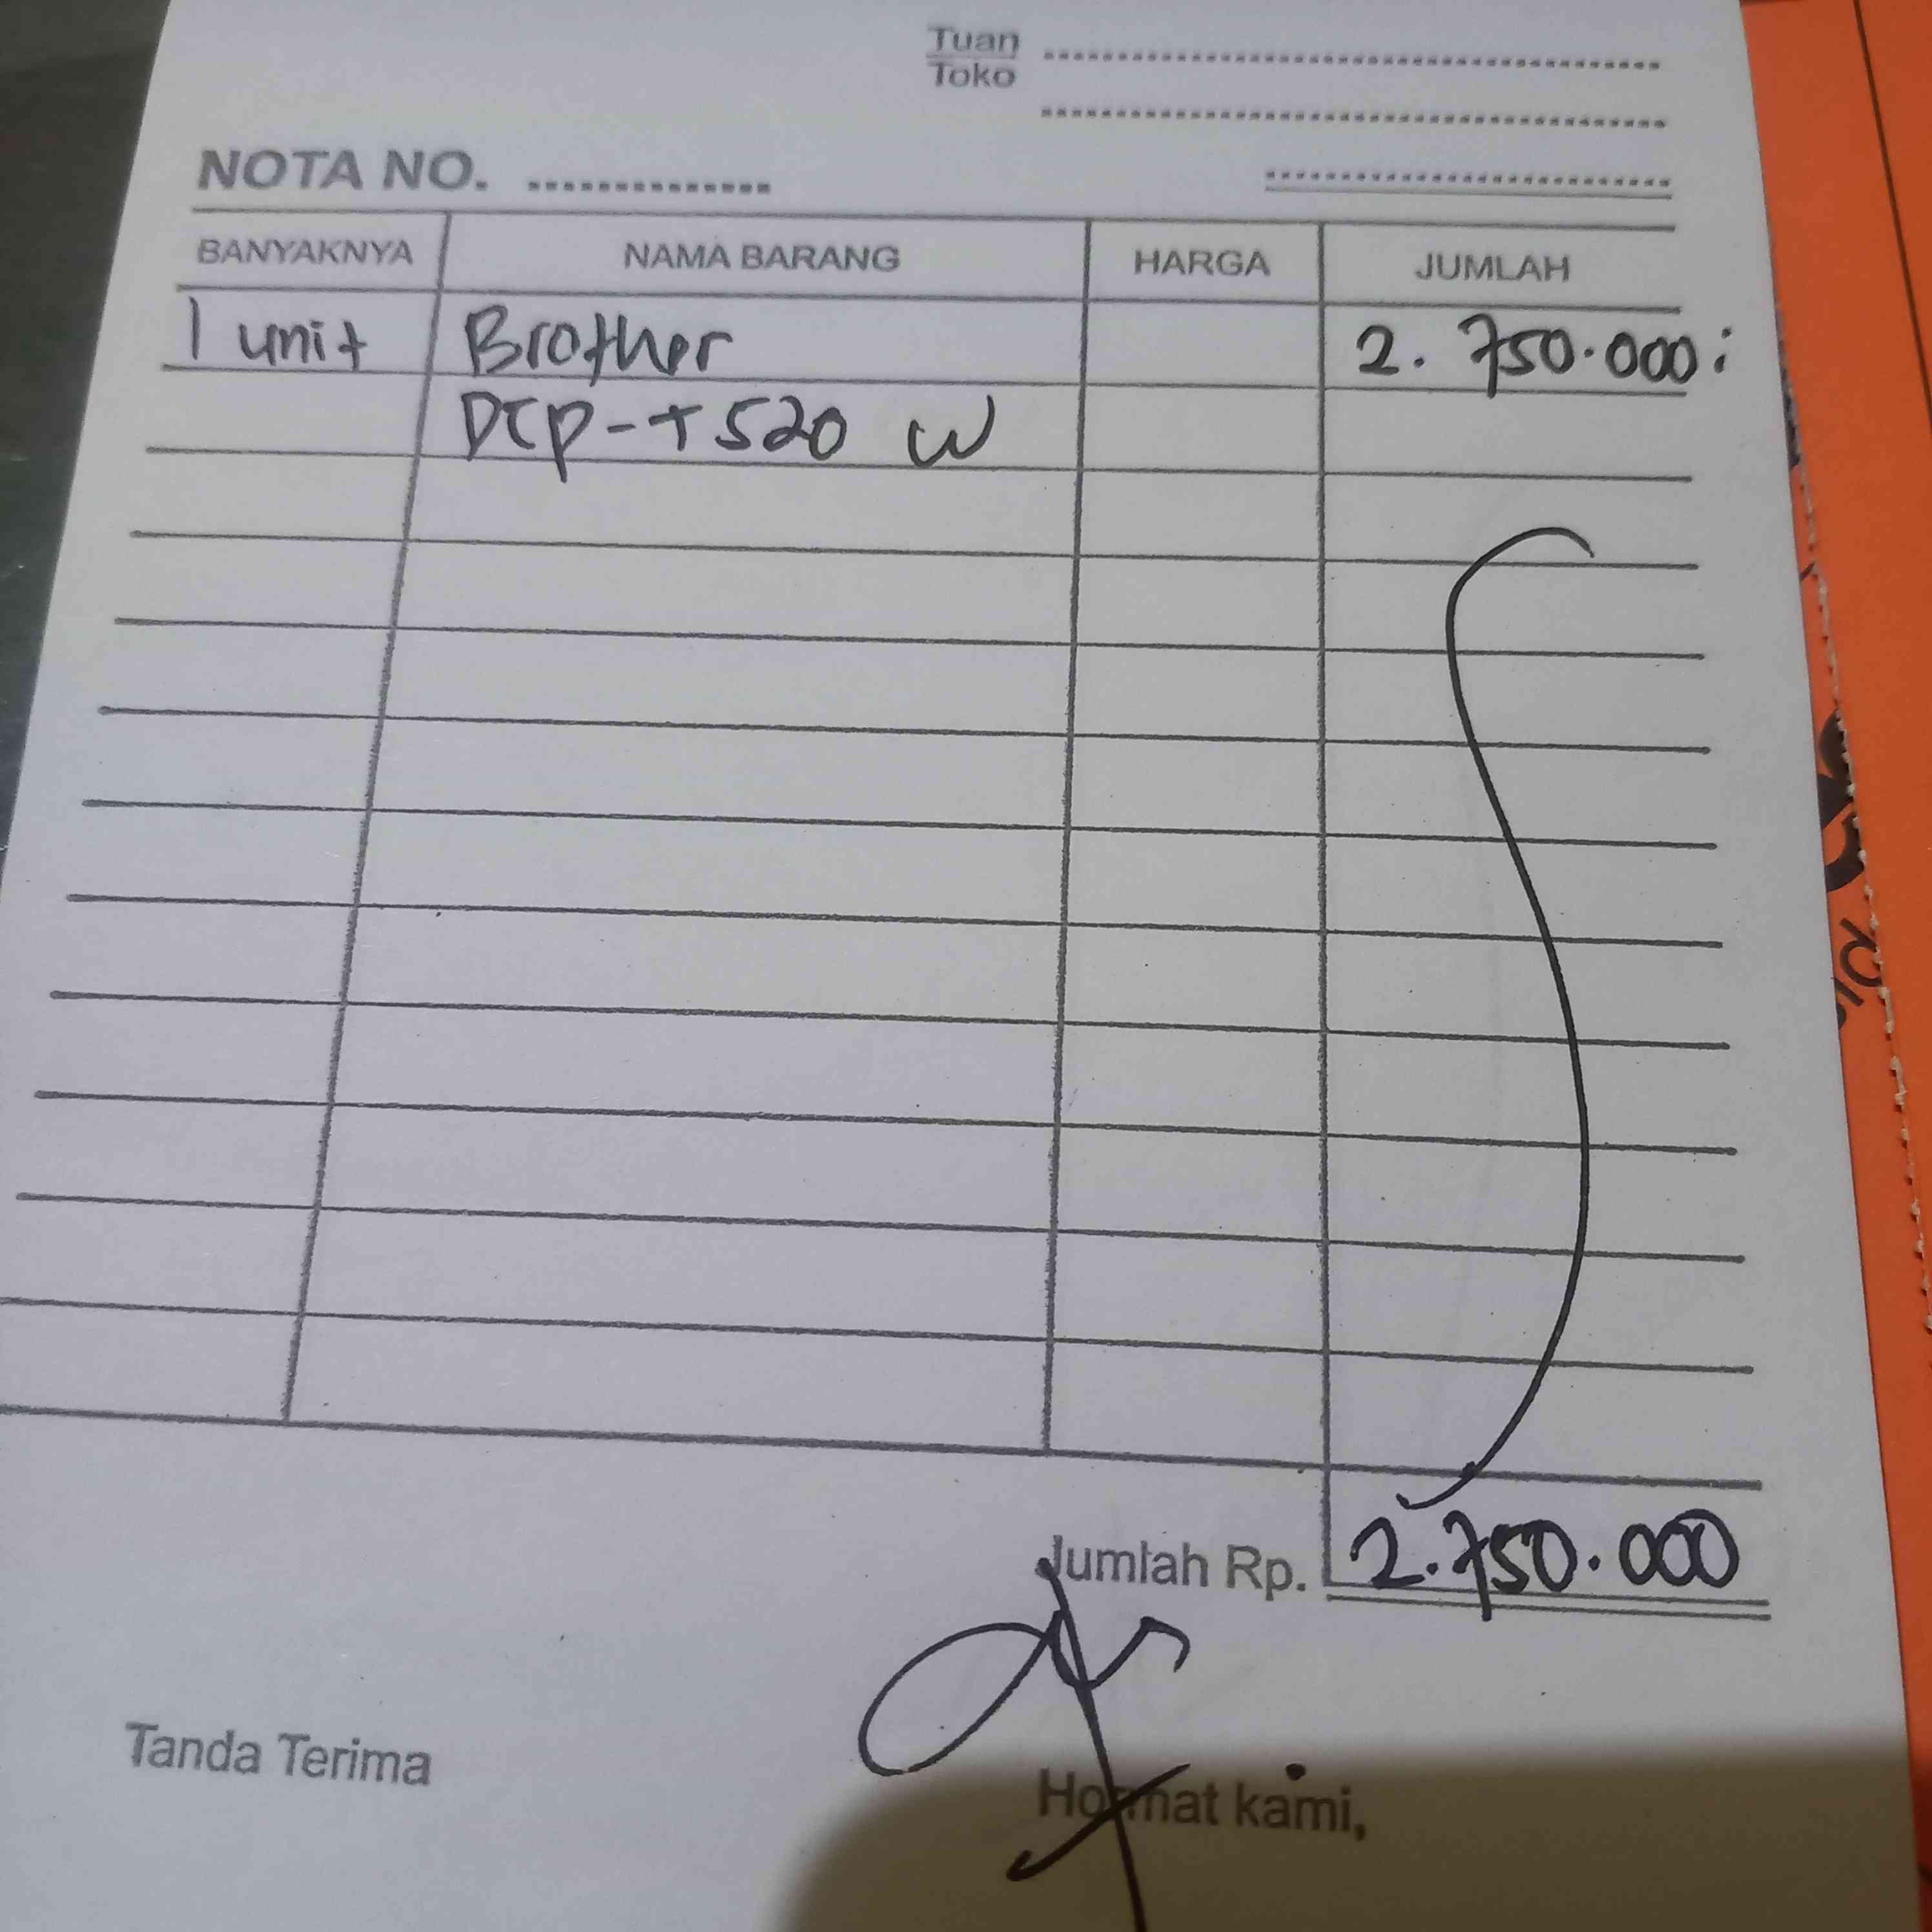 Tuan
Toko
NOTA NO. ..............
BANYAKNYA NAMA BARANG HARGA JUMLAH
1 unit Brother 2.750.000
DCP-T520 W
Jumlah Rp. 2.750.000
Tanda Terima
Hormat kami,